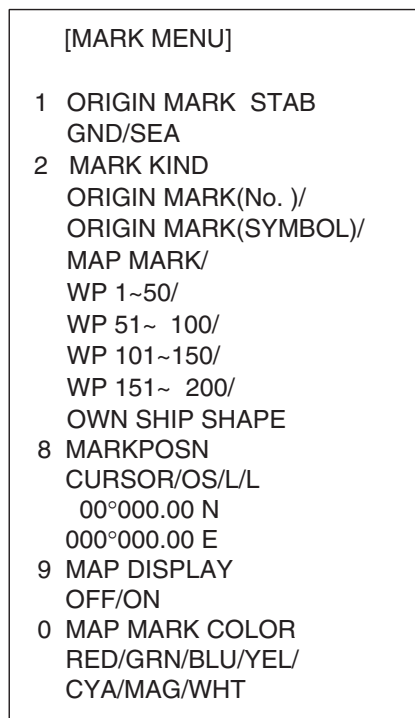 [MARK MENU]
1 ORIGIN MARK STAB
GND/SEA
2 MARK KIND
ORIGIN MARK(No. )/
ORIGIN MARK(SYMBOL)/
MAP MARK/
WP 1~50/
WP 51~ 100/
WP 101~150/
WP 151~ 200/
OWN SHIP SHAPE
8 MARKPOSN
CURSOR/OS/L/L
00°000.00 N
000°000.00 E
9 MAP DISPLAY
OFF/ON
0 MAP MARK COLOR
RED/GRN/BLU/YEL/
CYA/MAG/WHT